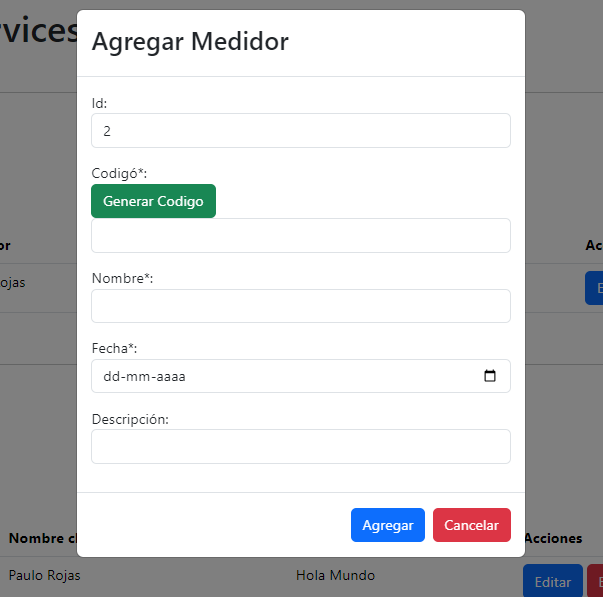 vices
Agregar Medidor
Id:
2
Codigó*:
Generar Codigo
Nombre*:
or
Ac
ojas
E
Fecha*:
dd-mm-aaaa
Descripción:
Agregar
Cancelar
Nombre cl
Acciones
Paulo Rojas
Hola Mundo
Editar
E